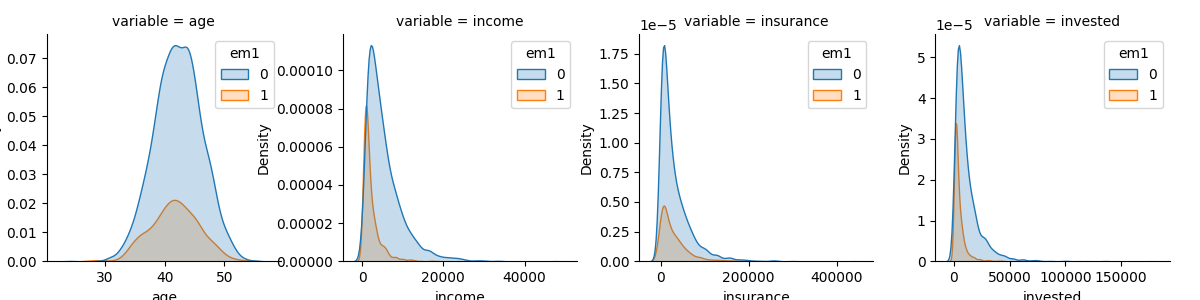 variable = age
0.07
0.06
0.05
0.04
0.03
0.02
0.01
0.00
30
40
50
age
em1
0
1
variable = income
Density
0.00010
0.00008
0.00006
0.00004
0.00002
0.00000
0
20000
40000
income
em1
0
1
1e−5
variable = insurance
Density
1.75
1.50
1.25
1.00
0.75
0.50
0.25
0.00
0
200000
400000
insurance
em1
0
1
1e−5
variable = invested
Density
5
4
3
2
1
0
0
50000
100000
150000
invested
em1
0
1